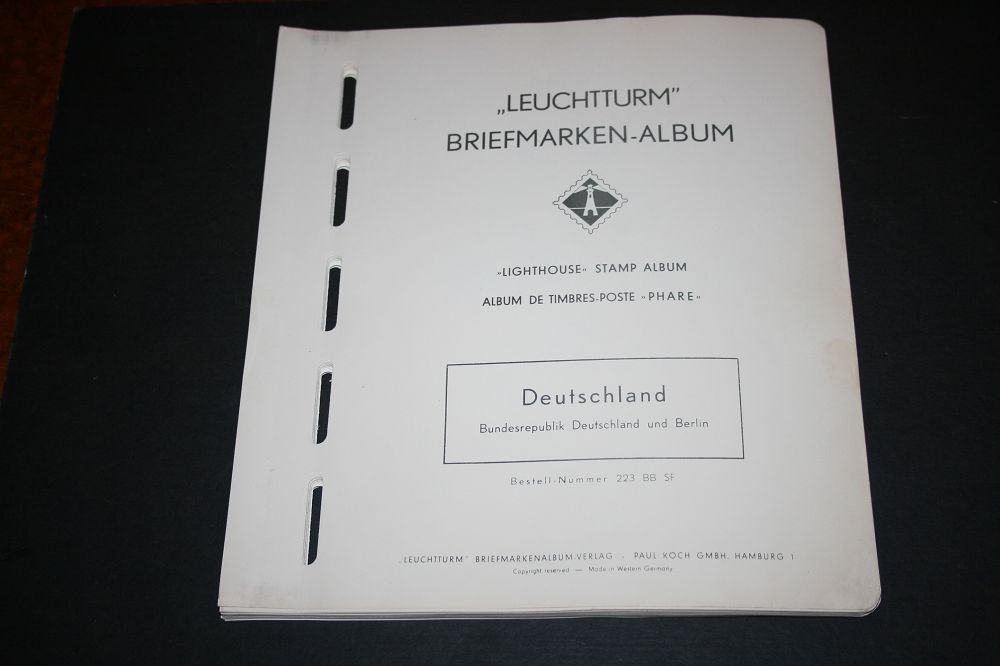 „LEUCHTTURM”
BRIEFMARKEN-ALBUM
»LIGHTHOUSE« STAMP ALBUM
ALBUM DE TIMBRES-POSTE »PHARE«
Deutschland
Bundesrepublik Deutschland und Berlin
Bestell-Nummer 223 BB SF
„LEUCHTTURM” BRIEFMARKENALBUM-VERLAG · PAUL KOCH GMBH, HAMBURG 1
Copyright reserved — Made in Western Germany